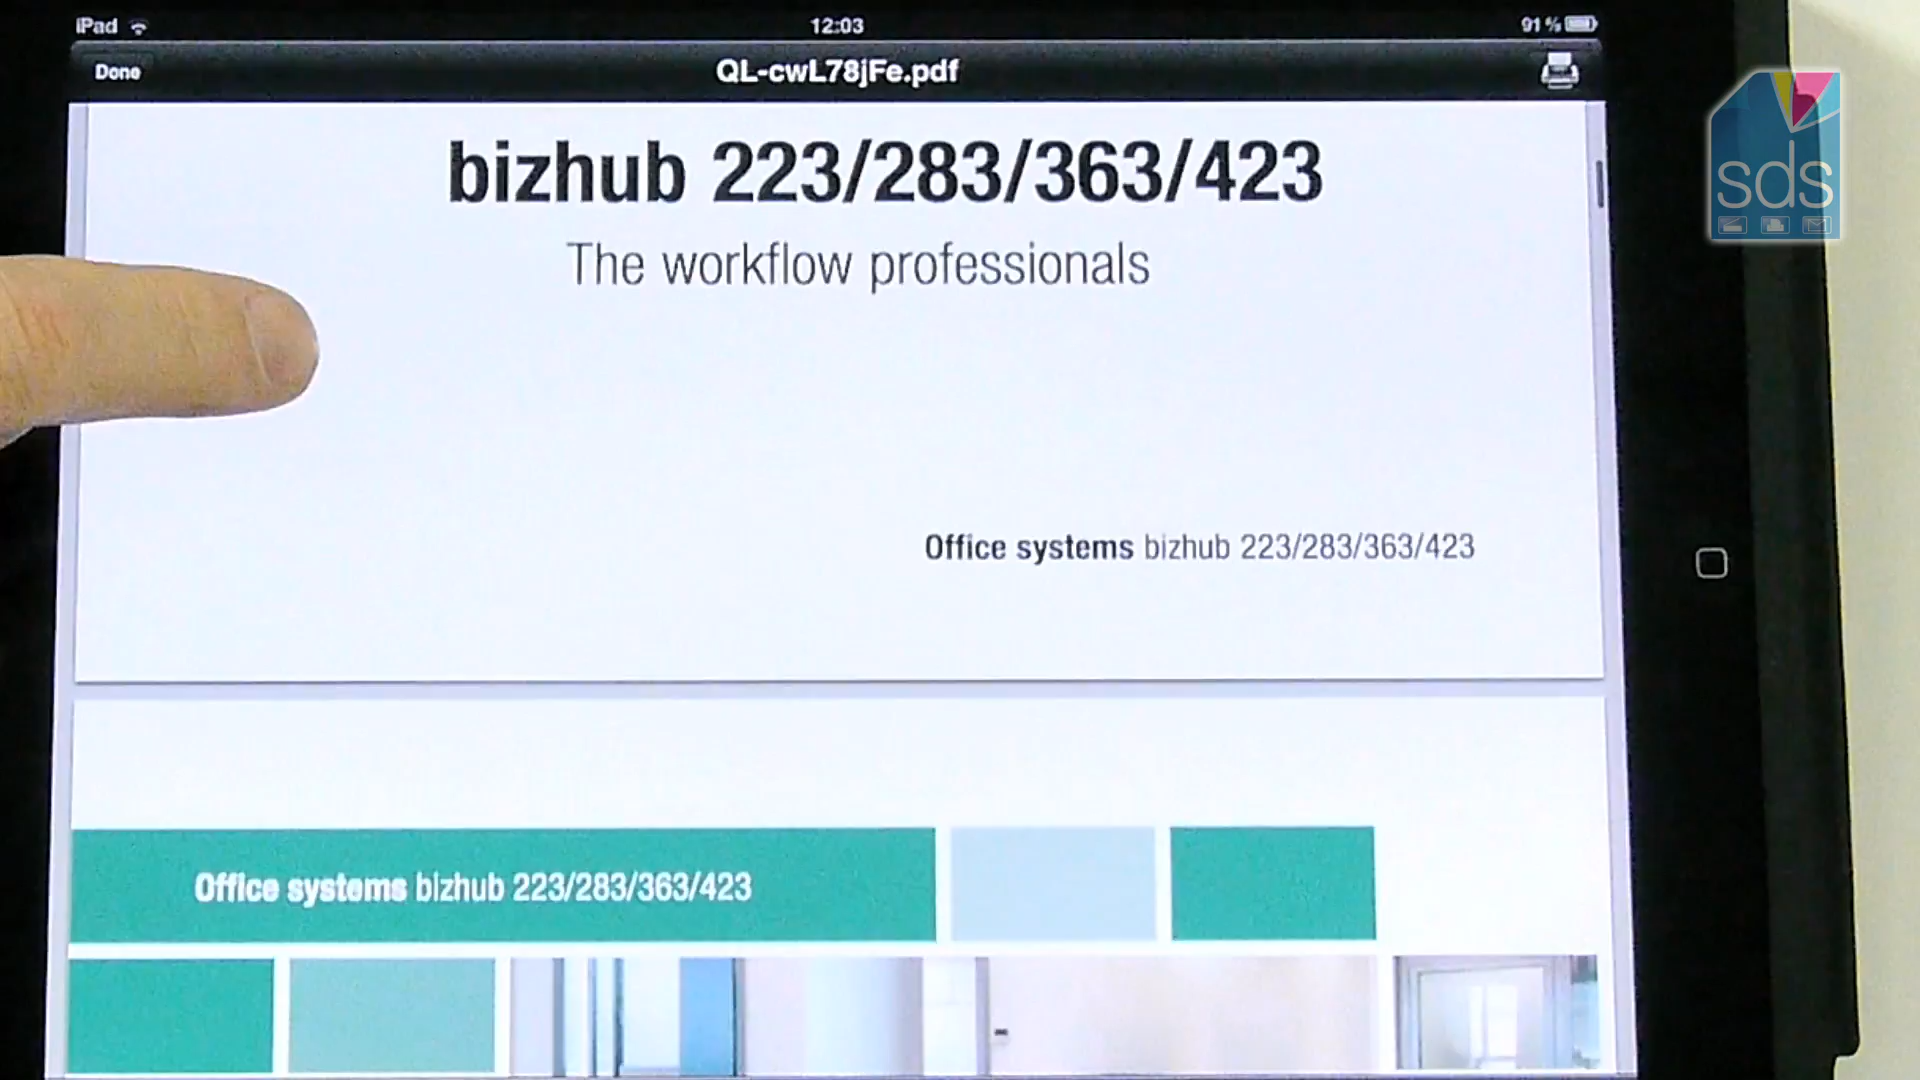 iPad
12:03
91 %
Done
QL-cwL78jFe.pdf
bizhub 223/283/363/423
The workflow professionals
sds
Office systems bizhub 223/283/363/423
Office systems bizhub 223/283/363/423